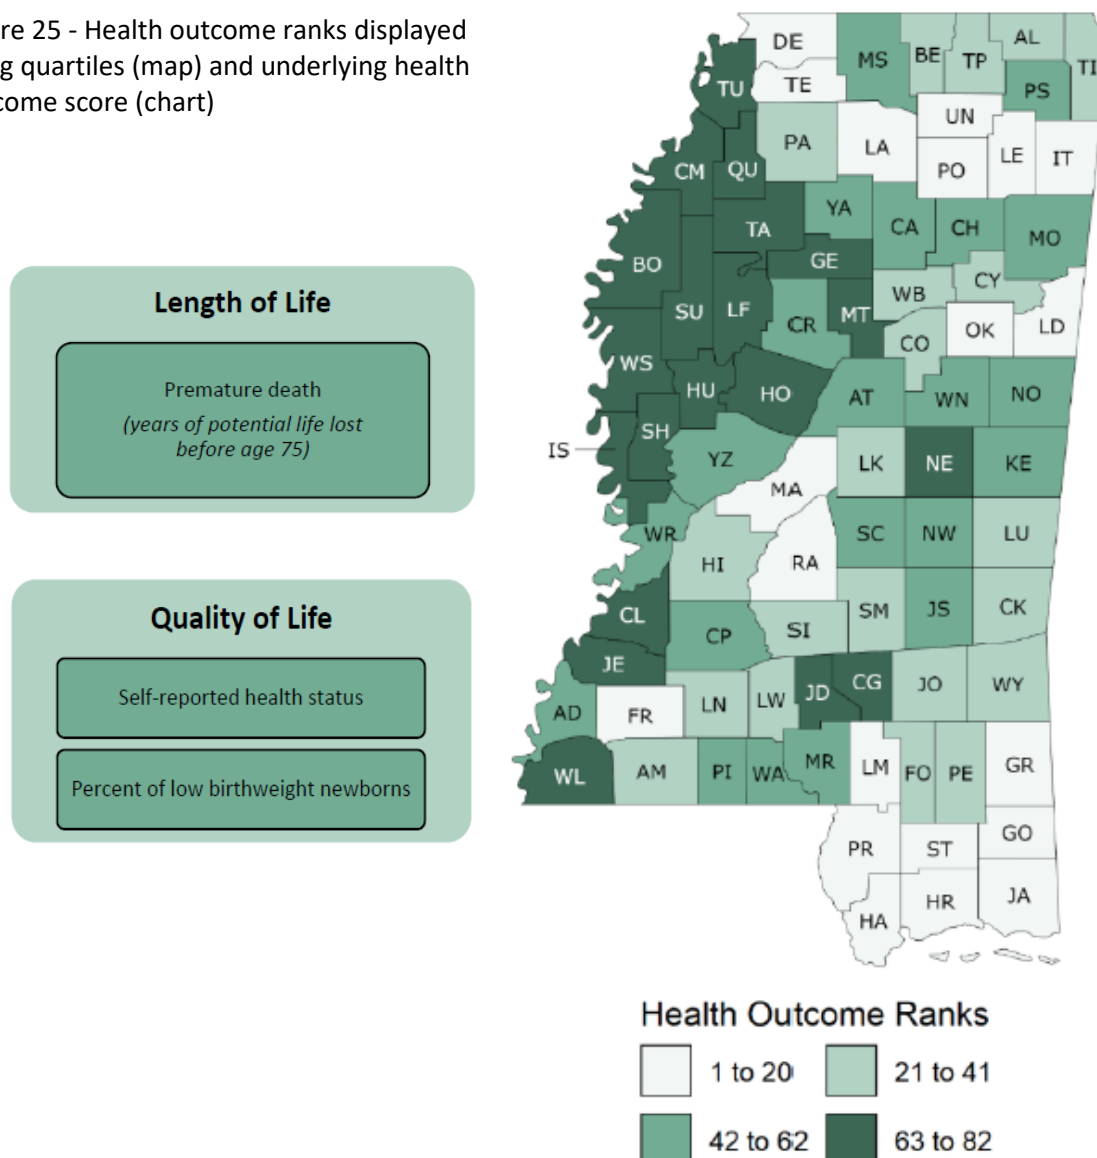 re 25 - Health outcome ranks displayed
g quartiles (map) and underlying health
come score (chart)
Length of Life
Premature death
(years of potential life lost
before age 75)
Quality of Life
Self-reported health status
Percent of low birthweight newborns
DE
MS
BE
TP
AL
TI
TU
TE
PS
UN
PA
LA
LE
IT
CM
QU
PO
YA
TA
CA
CH
MO
BO
GE
WB
CY
SU
LF
CR
MT
CO
OK
LD
WS
HU
HO
AT
WN
NO
IS
SH
YZ
LK
NE
KE
MA
WR
HI
RA
SC
NW
LU
CL
CP
SI
SM
JS
CK
JE
JD
CG
JO
WY
AD
FR
LN
LW
WL
AM
PI
WA
MR
LM
FO
PE
GR
PR
ST
GO
HA
HR
JA
Health Outcome Ranks
1 to 20
21 to 41
42 to 62
63 to 82